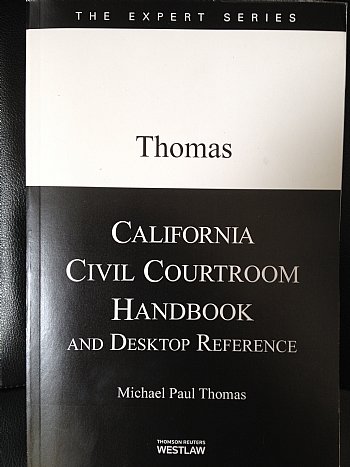 THE EXPERT SERIES
Thomas
CALIFORNIA
CIVIL COURTROOM
HANDBOOK
AND DESKTOP REFERENCE
Michael Paul Thomas
THOMSON REUTERS
WESTLAW